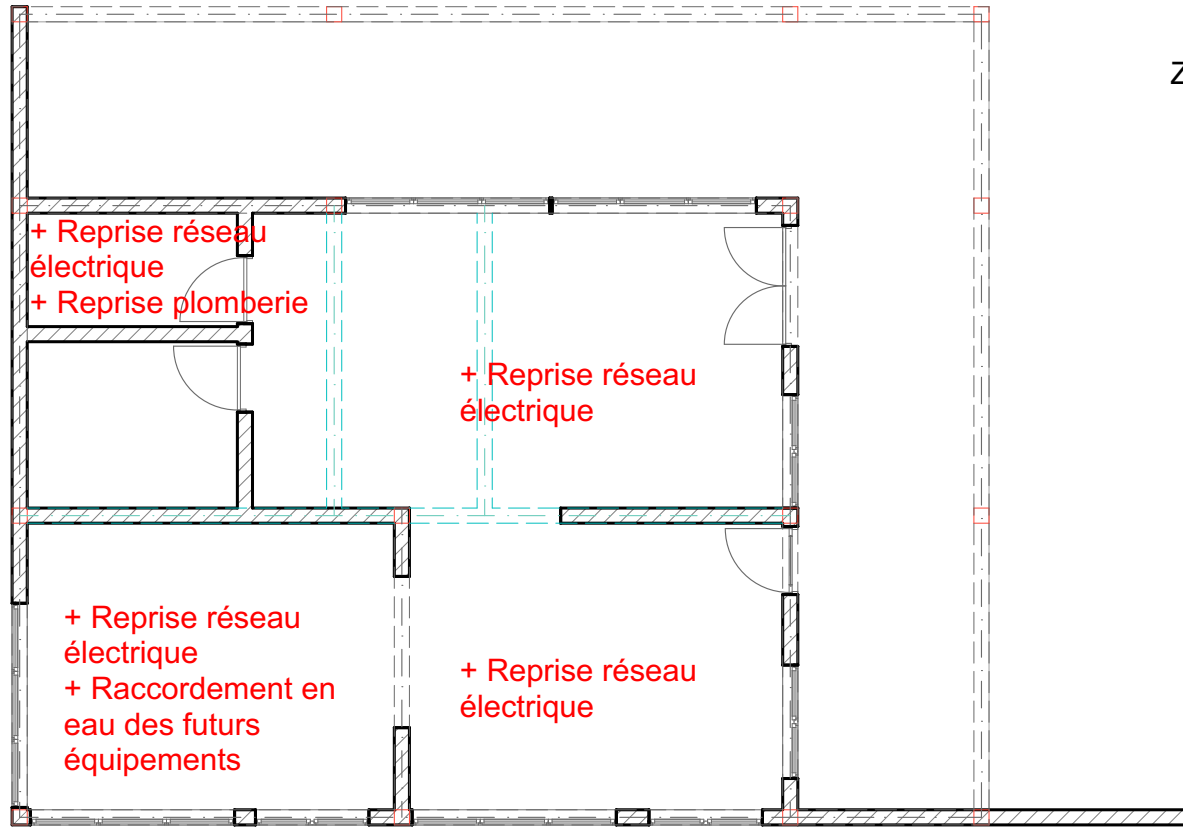 Z
+ Reprise réseau
électrique
+ Reprise plomberie
+ Reprise réseau
électrique
+ Reprise réseau
électrique
+ Raccordement en
eau des futurs
équipements
+ Reprise réseau
électrique